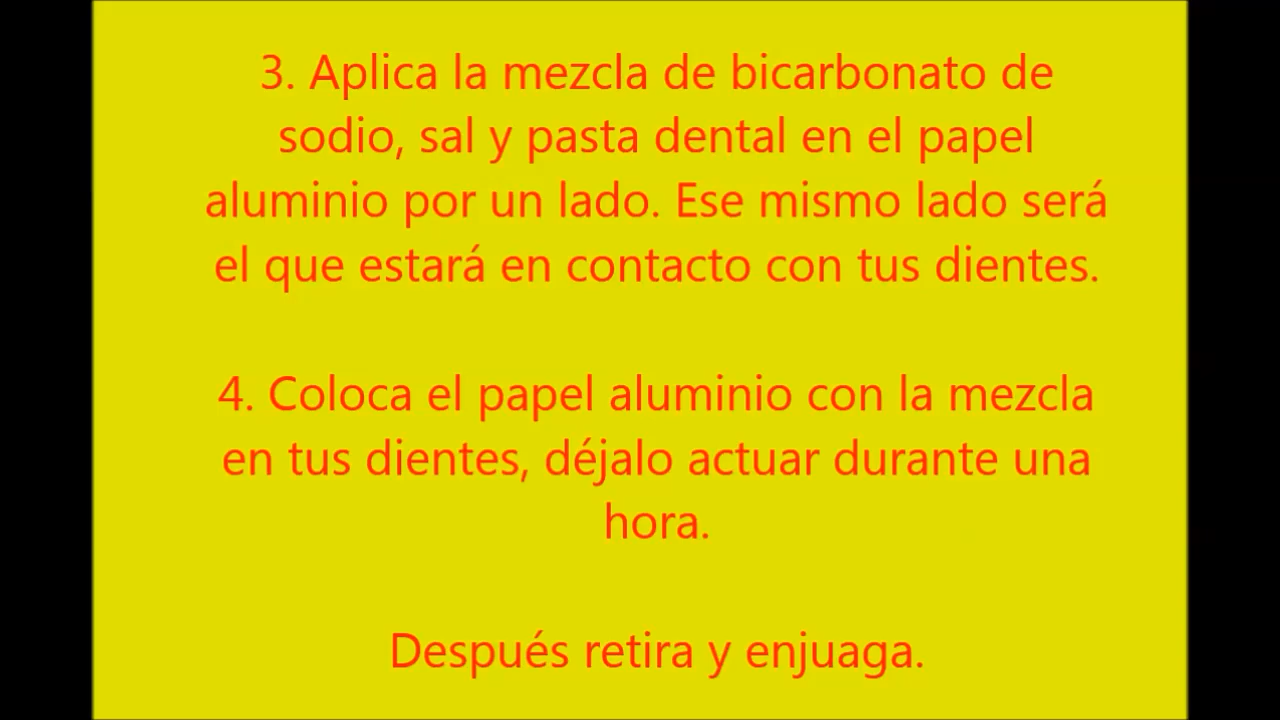 3. Aplica la mezcla de bicarbonato de
sodio, sal y pasta dental en el papel
aluminio por un lado. Ese mismo lado será
el que estará en contacto con tus dientes.
4. Coloca el papel aluminio con la mezcla
en tus dientes, déjalo actuar durante una
hora.
Después retira y enjuaga.